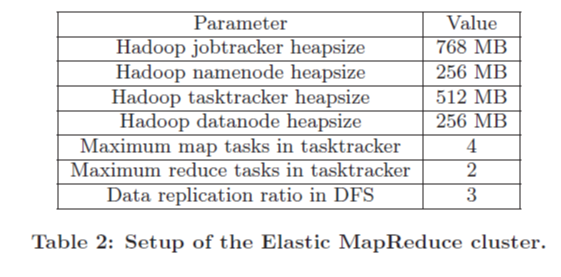 Parameter Value
Hadoop jobtracker heapsize 768 MB
Hadoop namenode heapsize 256 MB
Hadoop tasktracker heapsize 512 MB
Hadoop datanode heapsize 256 MB
Maximum map tasks in tasktracker 4
Maximum reduce tasks in tasktracker 2
Data replication ratio in DFS 3
Table 2: Setup of the Elastic MapReduce cluster.